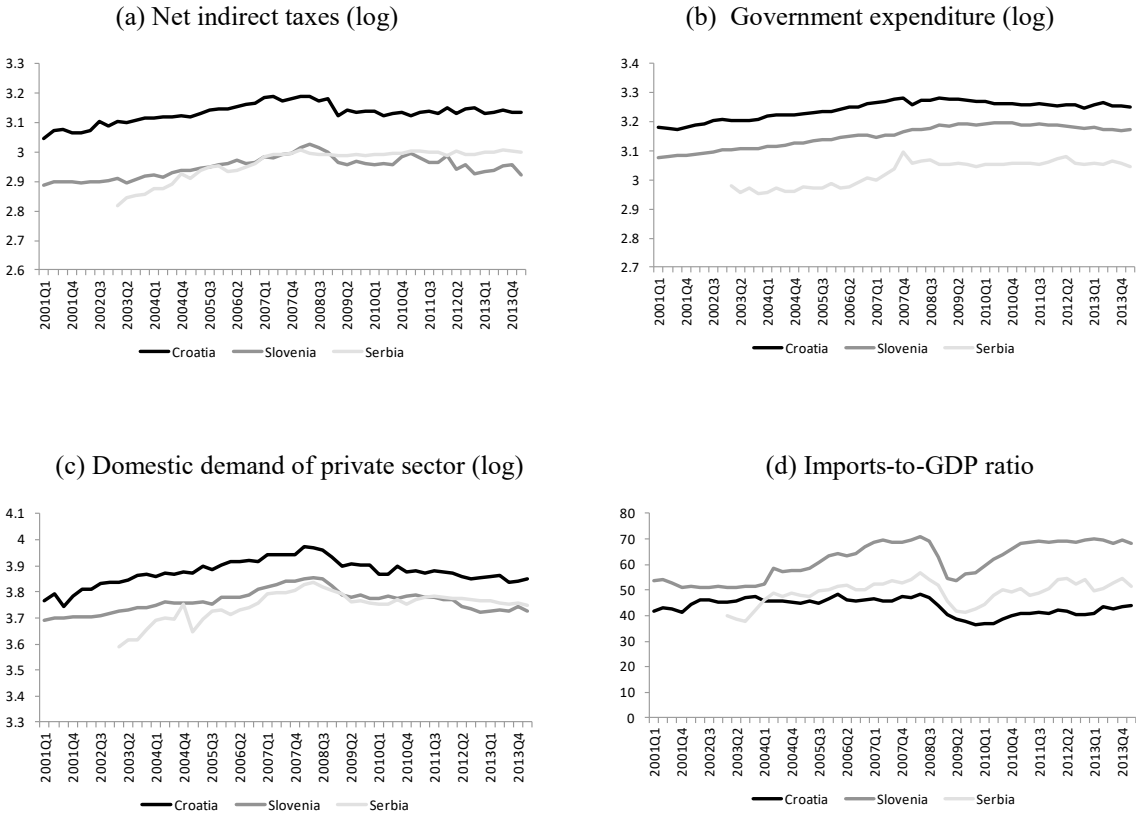 (a) Net indirect taxes (log)
3.3
3.2
3.1
3
2.9
2.8
2.7
2.6
2001Q1
2001Q4
2002Q3
2003Q2
2004Q1
2004Q4
2005Q3
2006Q2
2007Q1
2007Q4
2008Q3
2009Q2
2010Q1
2010Q4
2011Q3
2012Q2
2013Q1
2013Q4
Croatia Slovenia Serbia
(b) Government expenditure (log)
3.4
3.3
3.2
3.1
3
2.9
2.8
2.7
2001Q1
2001Q4
2002Q3
2003Q2
2004Q1
2004Q4
2005Q3
2006Q2
2007Q1
2007Q4
2008Q3
2009Q2
2010Q1
2010Q4
2011Q3
2012Q2
2013Q1
2013Q4
Croatia Slovenia Serbia
(c) Domestic demand of private sector (log)
4.1
4
3.9
3.8
3.7
3.6
3.5
3.4
3.3
2001Q1
2001Q4
2002Q3
2003Q2
2004Q1
2004Q4
2005Q3
2006Q2
2007Q1
2007Q4
2008Q3
2009Q2
2010Q1
2010Q4
2011Q3
2012Q2
2013Q1
2013Q4
Croatia Slovenia Serbia
(d) Imports-to-GDP ratio
80
70
60
50
40
30
20
10
0
2001Q1
2001Q4
2002Q3
2003Q2
2004Q1
2004Q4
2005Q3
2006Q2
2007Q1
2007Q4
2008Q3
2009Q2
2010Q1
2010Q4
2011Q3
2012Q2
2013Q1
2013Q4
Croatia Slovenia Serbia